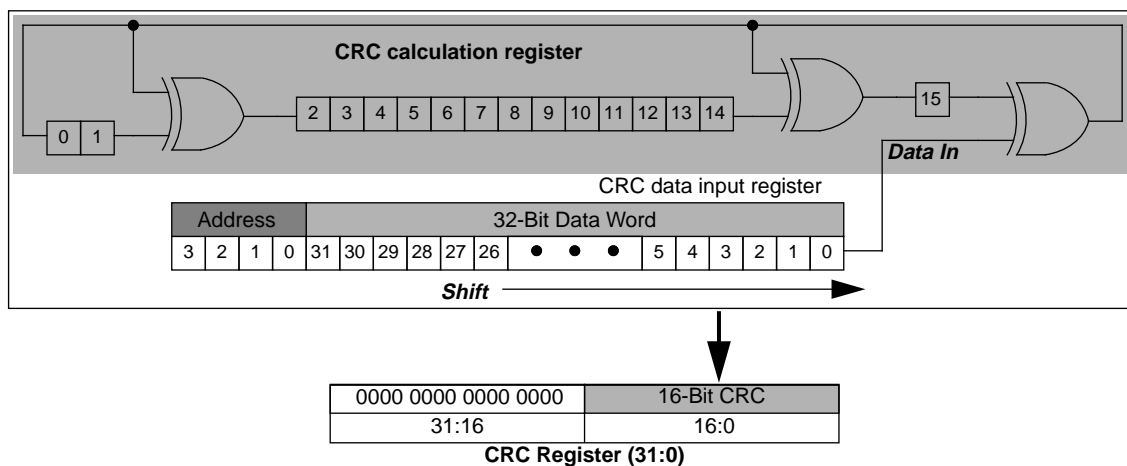 CRC calculation register
2 3 4 5 6 7 8 9 10 11 12 13 14
15
0 1
Data In
CRC data input register
Address 32-Bit Data Word
3 2 1 0 31 30 29 28 27 26 • • • 5 4 3 2 1 0
Shift
0000 0000 0000 0000 16-Bit CRC
31:16 16:0
CRC Register (31:0)